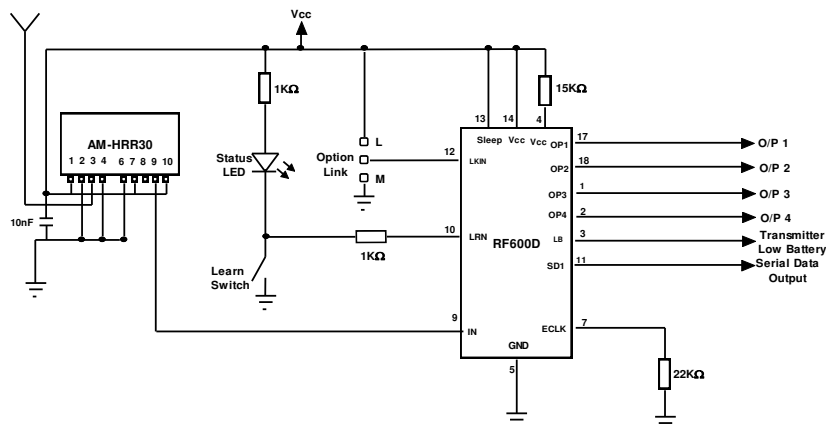 Vcc
1KΩ
15KΩ
AM-HRR30
1 2 3 4 6 7 8 9 10
10nF
Status
LED
Option
Link
L
M
Learn
Switch
1KΩ
13 14 4
Sleep Vcc Vcc
12 LKIN
10 LRN
9 IN
RF600D
GND
5
OP1 17 O/P 1
OP2 18 O/P 2
OP3 1 O/P 3
OP4 2 O/P 4
LB 3 Transmitter
Low Battery
SD1 11 Serial Data
Output
ECLK 7
22KΩ